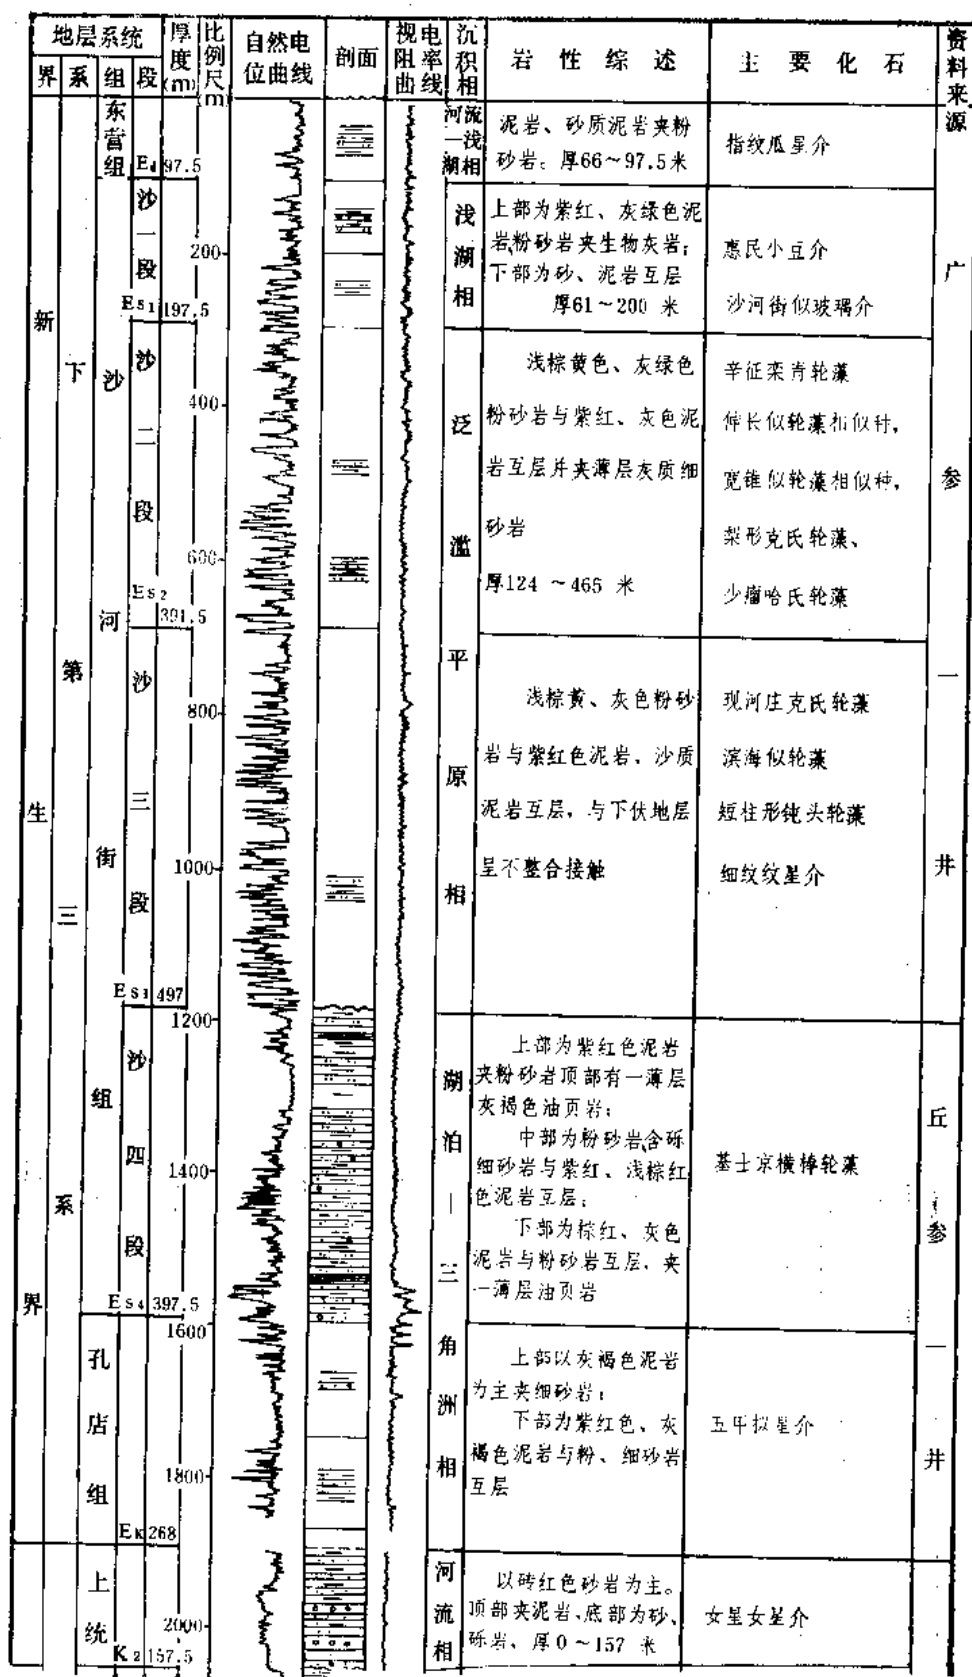 地层系统
界 系 组 段
厚度(m)
比例尺m
自然电位曲线
剖面
视电阻率曲线
沉积相
岩性综述
主要化石
资料来源
新生界
下第三系
东营组
Ed 97.5
河流—浅湖相
泥岩、砂质泥岩夹粉
砂岩；厚66~97.5米
指纹瓜星介
沙河街组
沙一段
Es1 197.5
200
浅湖相
上部为紫红、灰绿色泥
岩,粉砂岩夹生物灰岩；
下部为砂、泥岩互层
厚61~200 米
惠民小豆介
沙河街似玻璃介
沙二段
Es2
391.5
400
600
泛滥平原相
浅棕黄色、灰绿色
粉砂岩与紫红、灰色泥
岩互层并夹薄层灰质细
砂岩
厚124 ~465 米
辛征栾青轮藻
伸长似轮藻相似种,
宽锥似轮藻相似种,
梨形克氏轮藻、
少瘤哈氏轮藻
沙三段
Es3 497
800
1000
浅棕黄、灰色粉砂
岩与紫红色泥岩、沙质
泥岩互层，与下伏地层
呈不整合接触
现河庄克氏轮藻
滨海似轮藻
短柱形钝头轮藻
细纹纹星介
沙四段
Es4 397.5
1200
1400
湖泊—三角洲相
上部为紫红色泥岩
夹粉砂岩顶部有一薄层
灰褐色油页岩；
中部为粉砂岩,含砾
细砂岩与紫红、浅棕红
色泥岩互层；
下部为棕红、灰色
泥岩与粉砂岩互层、夹
一薄层油页岩
基士京横棒轮藻
孔店组
Ek 268
1600
1800
上部以灰褐色泥岩
为主夹细砂岩；
下部为紫红色、灰
褐色泥岩与粉、细砂岩
互层
五平拟星介
上统
K2 157.5
2000
河流相
以砖红色砂岩为主。
顶部夹泥岩、底部为砂、
砾岩、厚0~157 米
女星女星介
广参一井
丘参一井